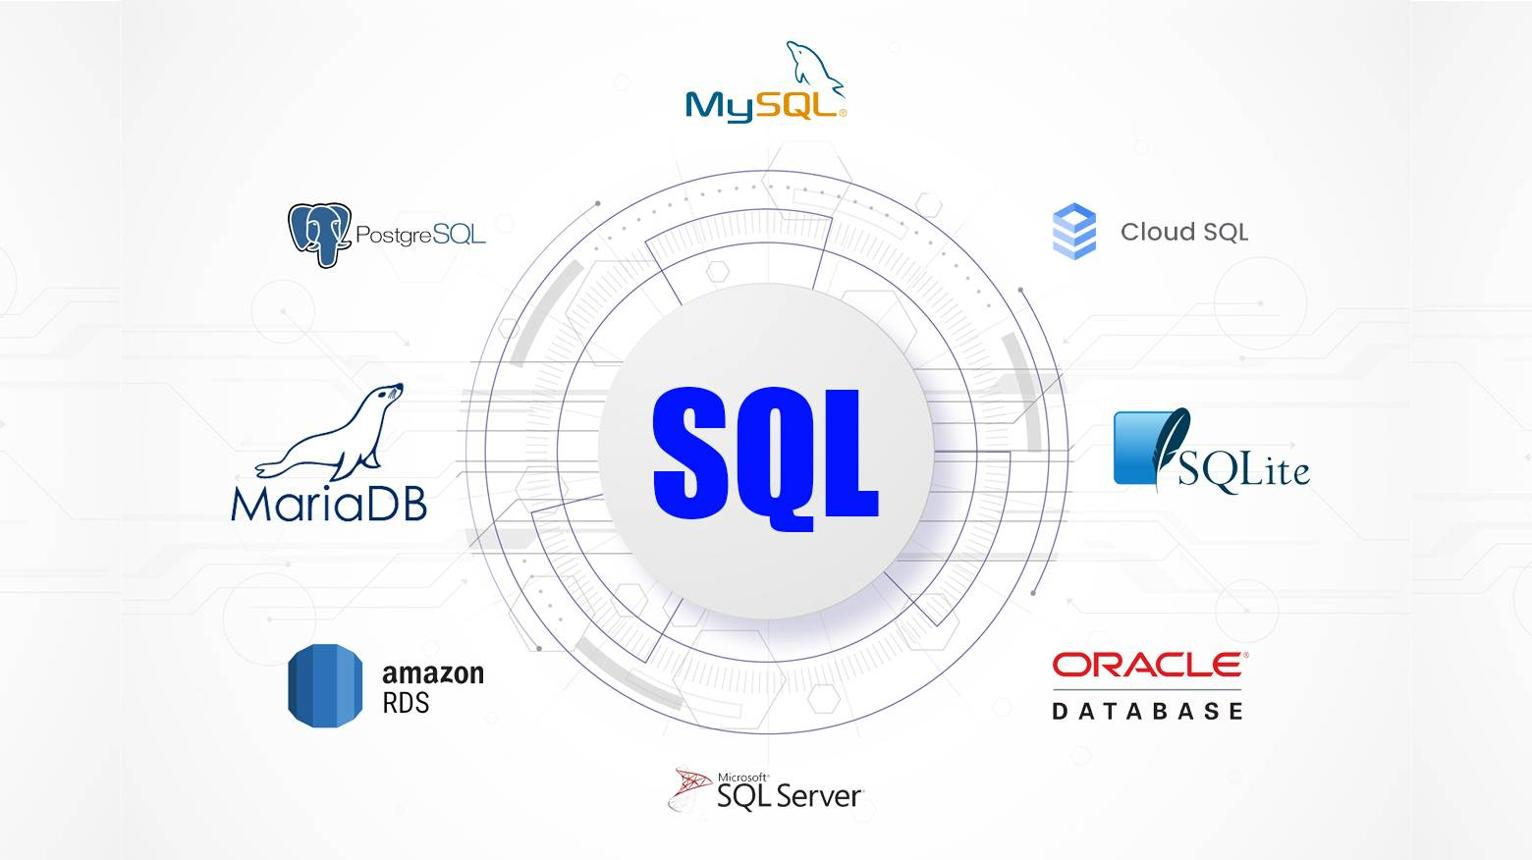 MySQL®
PostgreSQL
Cloud SQL
MariaDB
SQL
SQLite
amazon
RDS
ORACLE®
DATABASE
Microsoft®
SQL Server